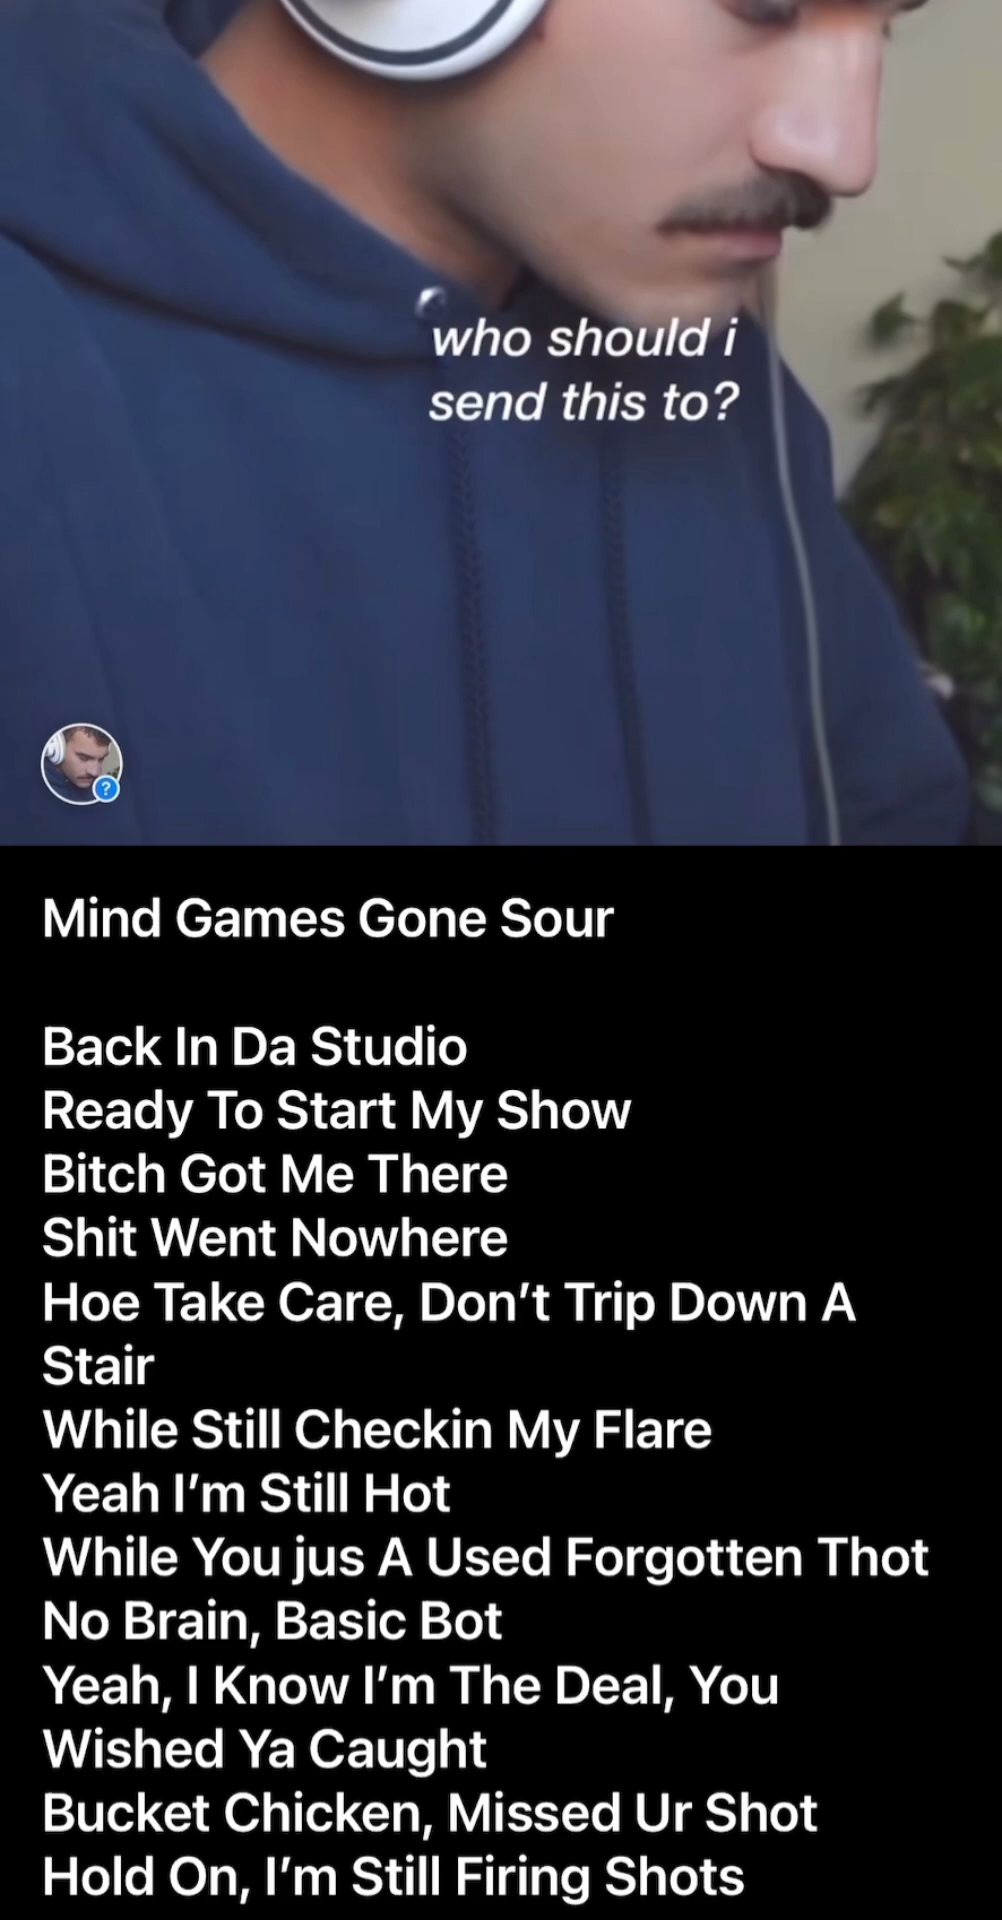 who should i
send this to?
?
Mind Games Gone Sour
Back In Da Studio
Ready To Start My Show
Bitch Got Me There
Shit Went Nowhere
Hoe Take Care, Don’t Trip Down A
Stair
While Still Checkin My Flare
Yeah I’m Still Hot
While You jus A Used Forgotten Thot
No Brain, Basic Bot
Yeah, I Know I’m The Deal, You
Wished Ya Caught
Bucket Chicken, Missed Ur Shot
Hold On, I’m Still Firing Shots